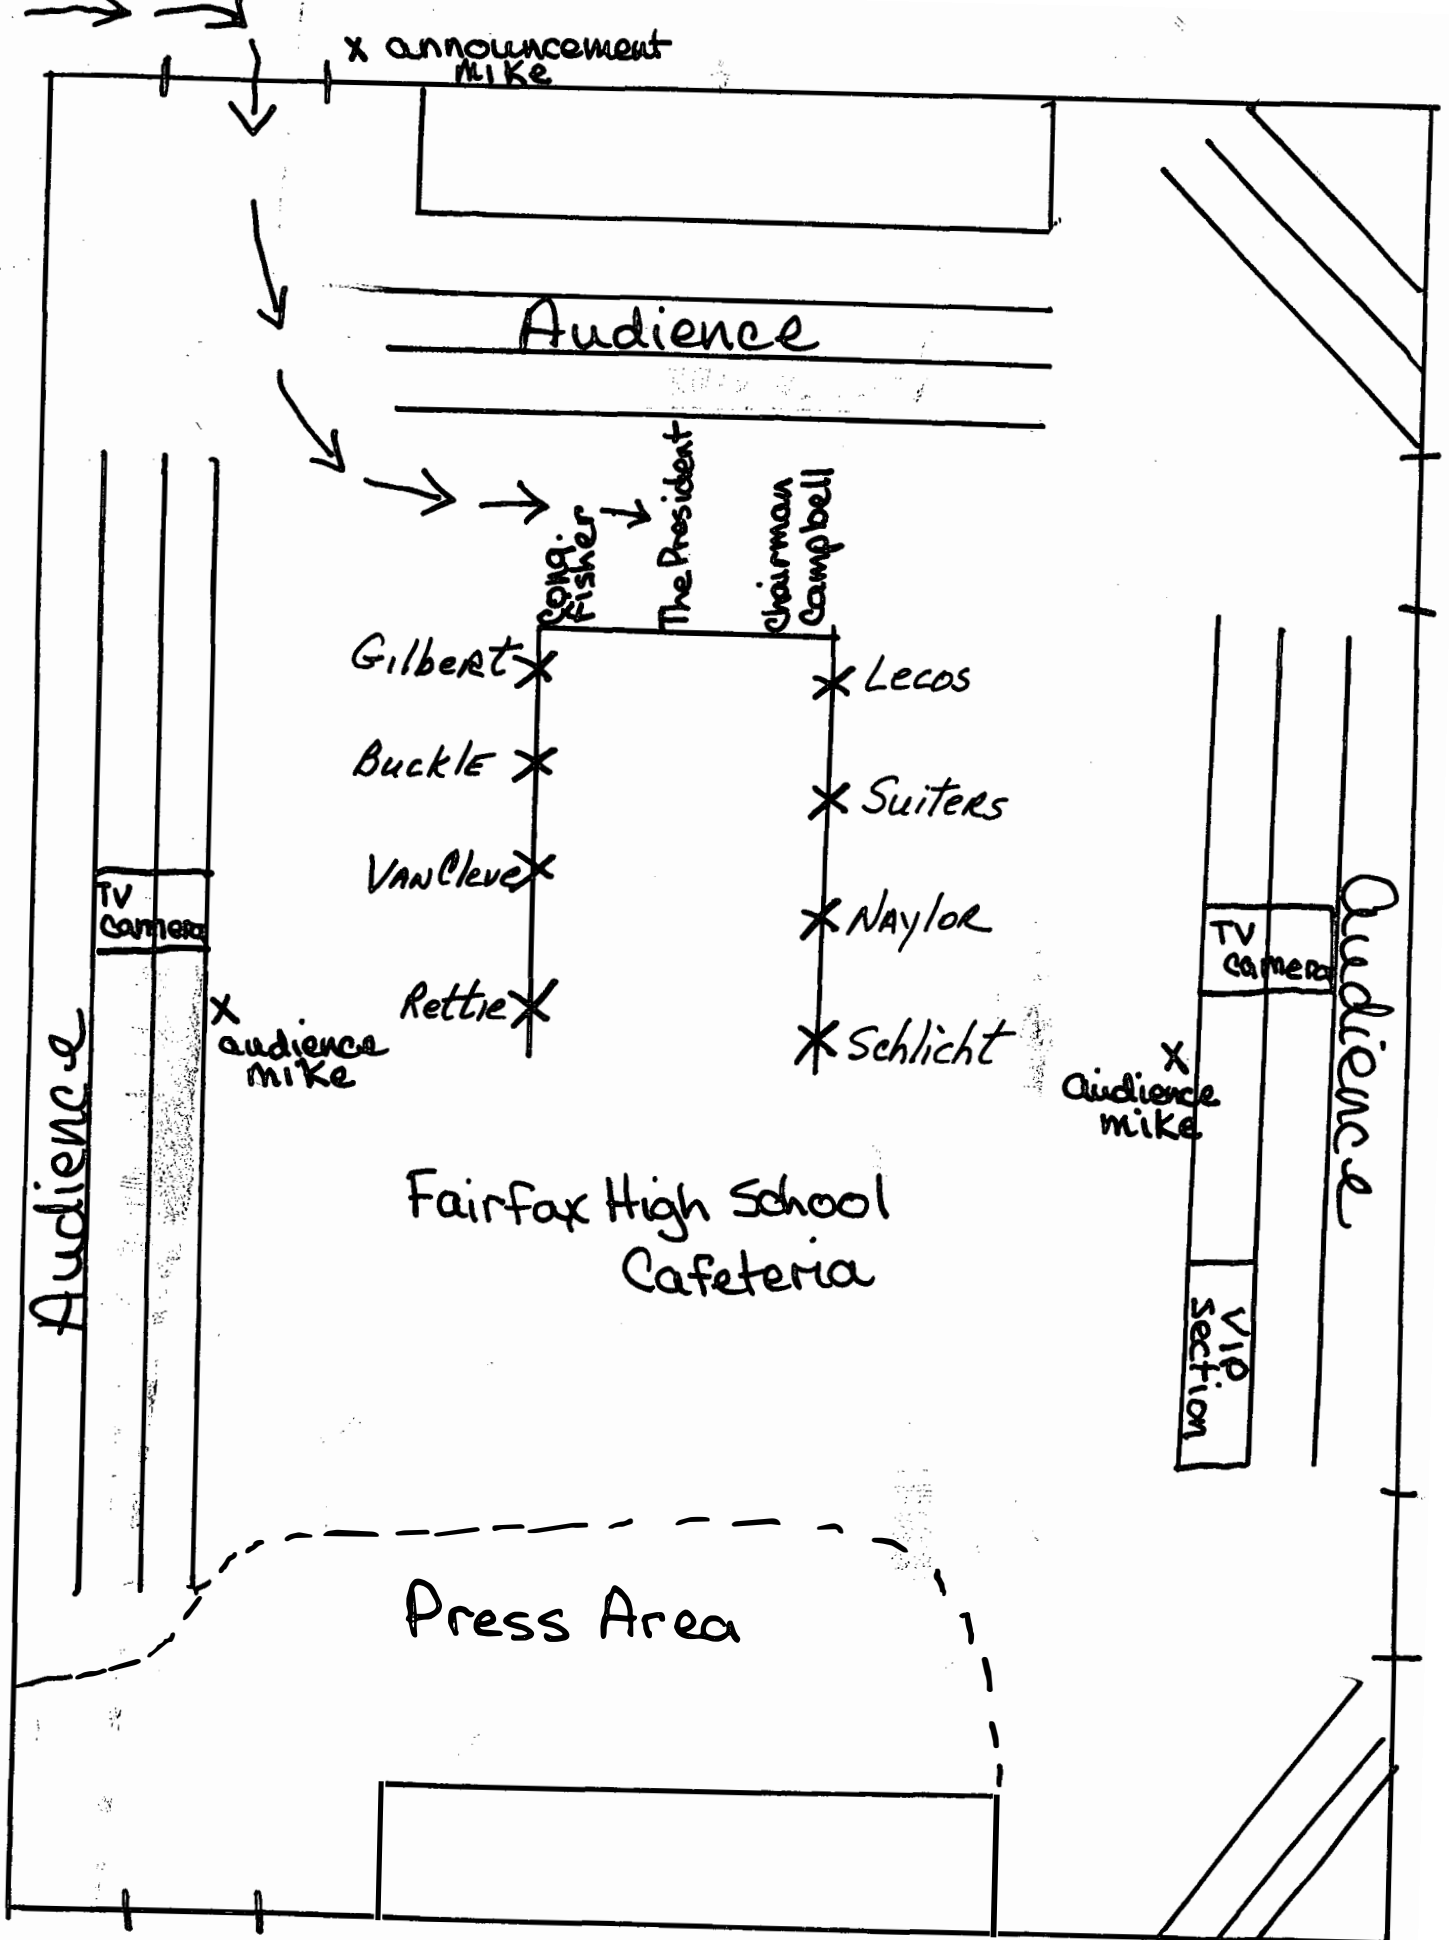 x announcement
mike
Audience
Cong.
Fisher
The President
Chairman
Campbell
Gilbert
Lecos
Buckle
Suiters
VanCleve
Naylor
Rettie
Schlicht
TV
camera
TV
camera
x
audience
mike
x
audience
mike
Audience
Audience
Fairfax High School
Cafeteria
VIP
section
Press Area